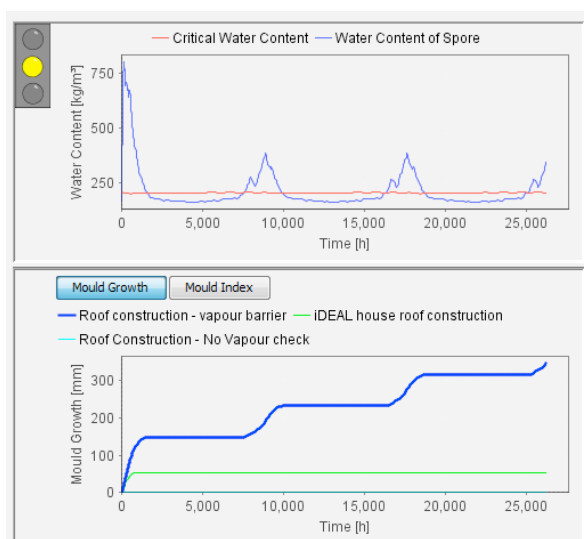 Critical Water Content Water Content of Spore
Water Content [kg/m³]
750
500
250
0 5,000 10,000 15,000 20,000 25,000
Time [h]
Mould Growth Mould Index
Roof construction - vapour barrier iDEAL house roof construction
Roof Construction - No Vapour check
Mould Growth [mm]
300
200
100
0
0 5,000 10,000 15,000 20,000 25,000
Time [h]